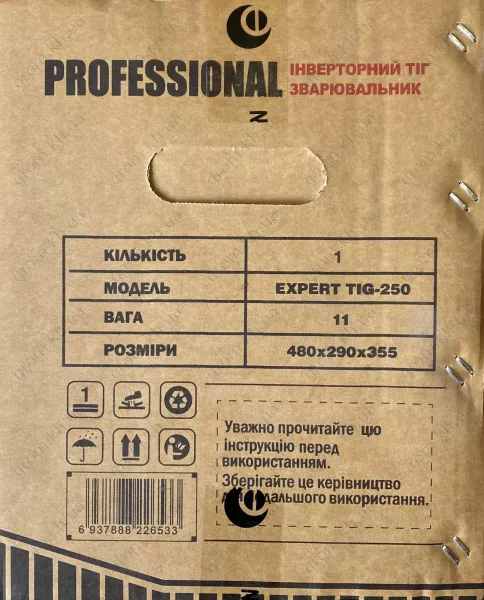 PROFESSIONAL
ІНВЕРТОРНИЙ ТІГ
ЗВАРЮВАЛЬНИК
КІЛЬКІСТЬ 1
МОДЕЛЬ EXPERT TIG-250
ВАГА 11
РОЗМІРИ 480x290x355
1
Уважно прочитайте цю
інструкцію перед
використанням.
Зберігайте це керівництво
використання.
6 937888 226533